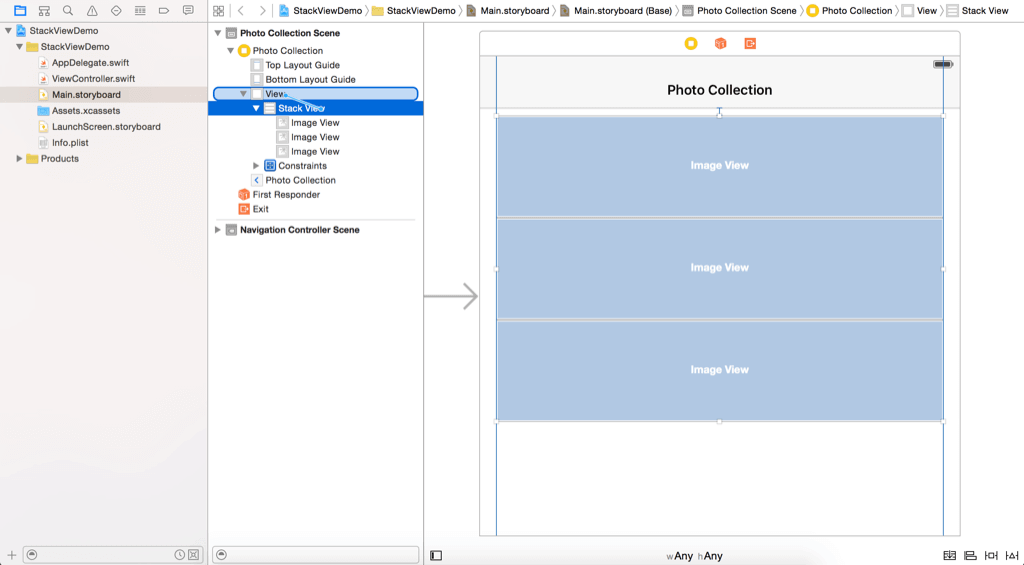 StackViewDemo StackViewDemo Main.storyboard Main.storyboard (Base) Photo Collection Scene Photo Collection View Stack View
StackViewDemo
StackViewDemo
AppDelegate.swift
ViewController.swift
Main.storyboard
Assets.xcassets
LaunchScreen.storyboard
Info.plist
Products
Photo Collection Scene
Photo Collection
Top Layout Guide
Bottom Layout Guide
View
Stack View
Image View
Image View
Image View
Constraints
Photo Collection
First Responder
Exit
Navigation Controller Scene
Photo Collection
Image View
Image View
Image View
wAny hAny